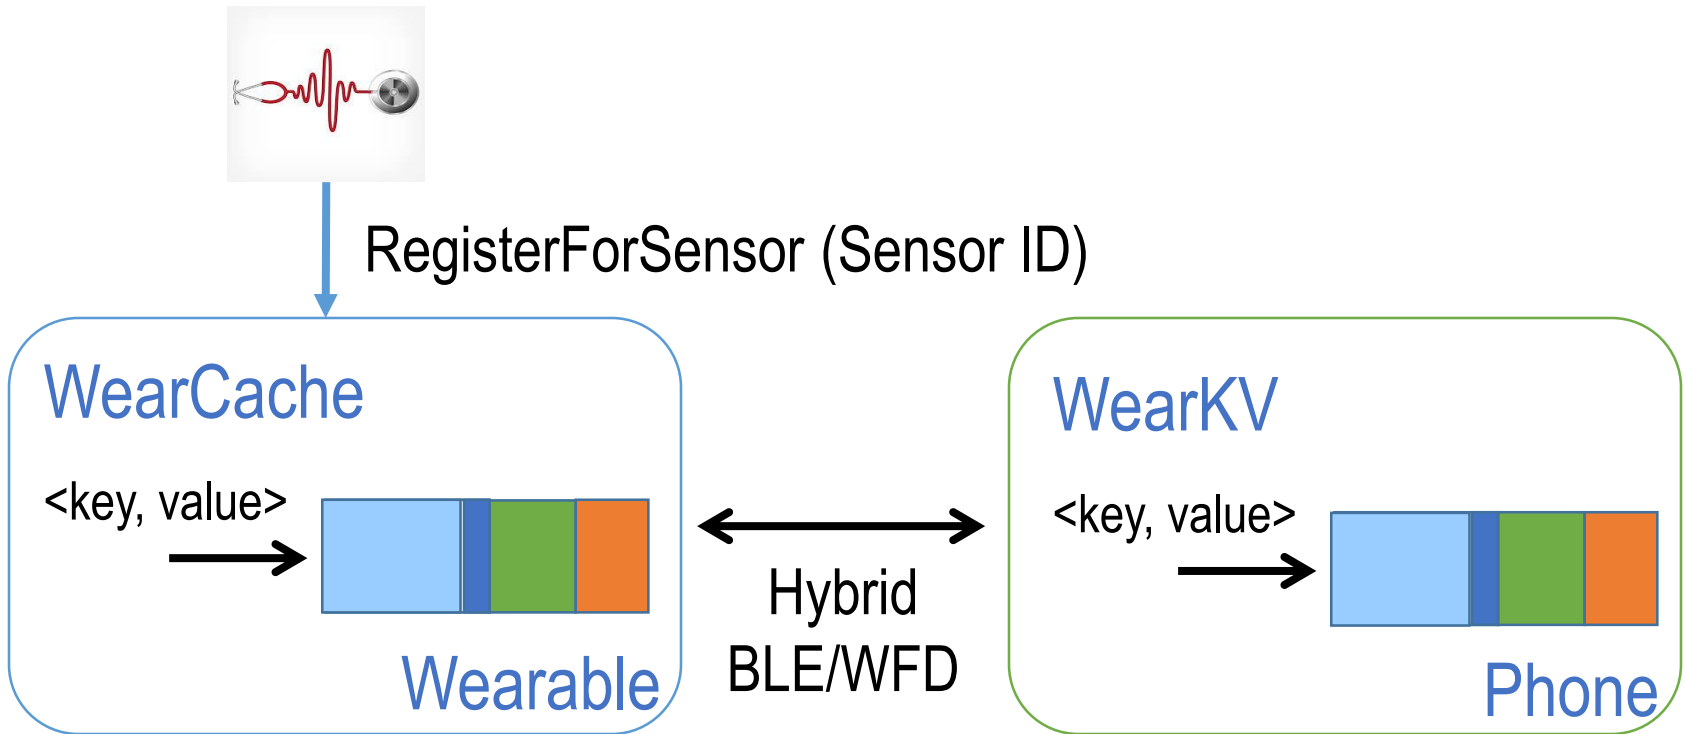 RegisterForSensor (Sensor ID)
WearCache
<key, value>
Wearable
Hybrid
BLE/WFD
WearKV
<key, value>
Phone